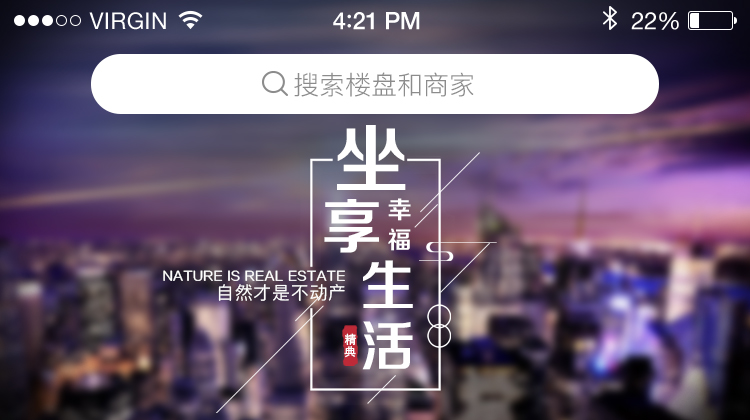 VIRGIN 4:21 PM 22%
搜索楼盘和商家
坐享幸福生活
NATURE IS REAL ESTATE
自然才是不动产
精典